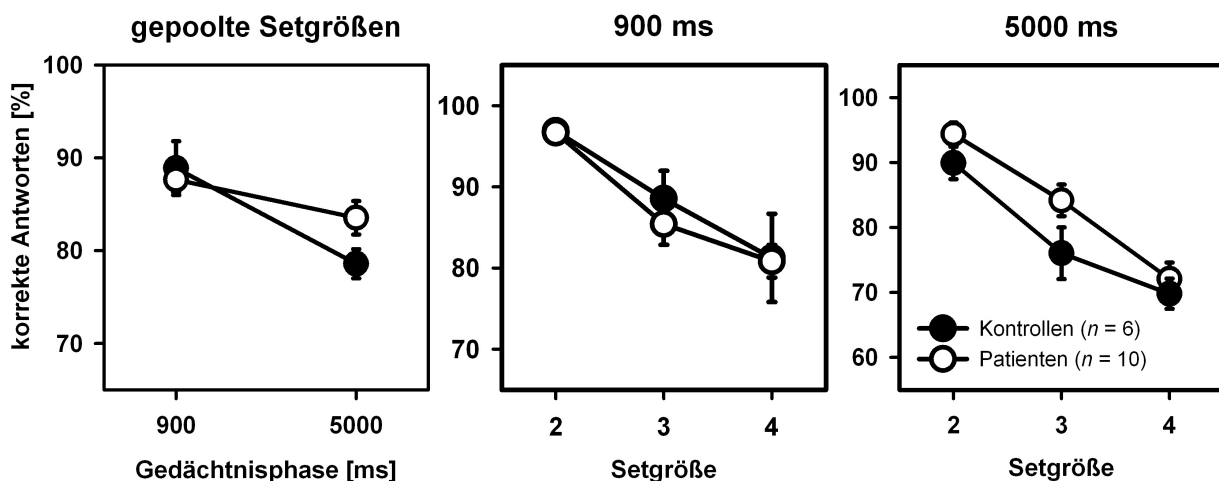 gepoolte Setgrößen
900 ms
5000 ms
korrekte Antworten [%]
100
90
80
70
900
5000
Gedächtnisphase [ms]
100
90
80
70
2
3
4
Setgröße
100
90
80
70
60
Kontrollen (n = 6)
Patienten (n = 10)
2
3
4
Setgröße